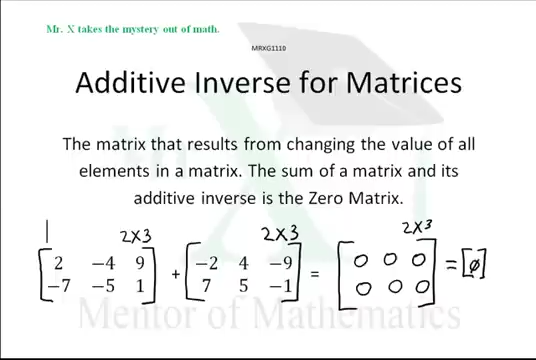 Mr. X takes the mystery out of math.
MRXG1110
Additive Inverse for Matrices
The matrix that results from changing the value of all
elements in a matrix. The sum of a matrix and its
additive inverse is the Zero Matrix.
2X3 2X3 2X3
[2 −4 9 + [−2 4 −9 = [0 0 0 = [∅]
−7 −5 1] 7 5 −1] 0 0 0]
Mentor of Mathematics